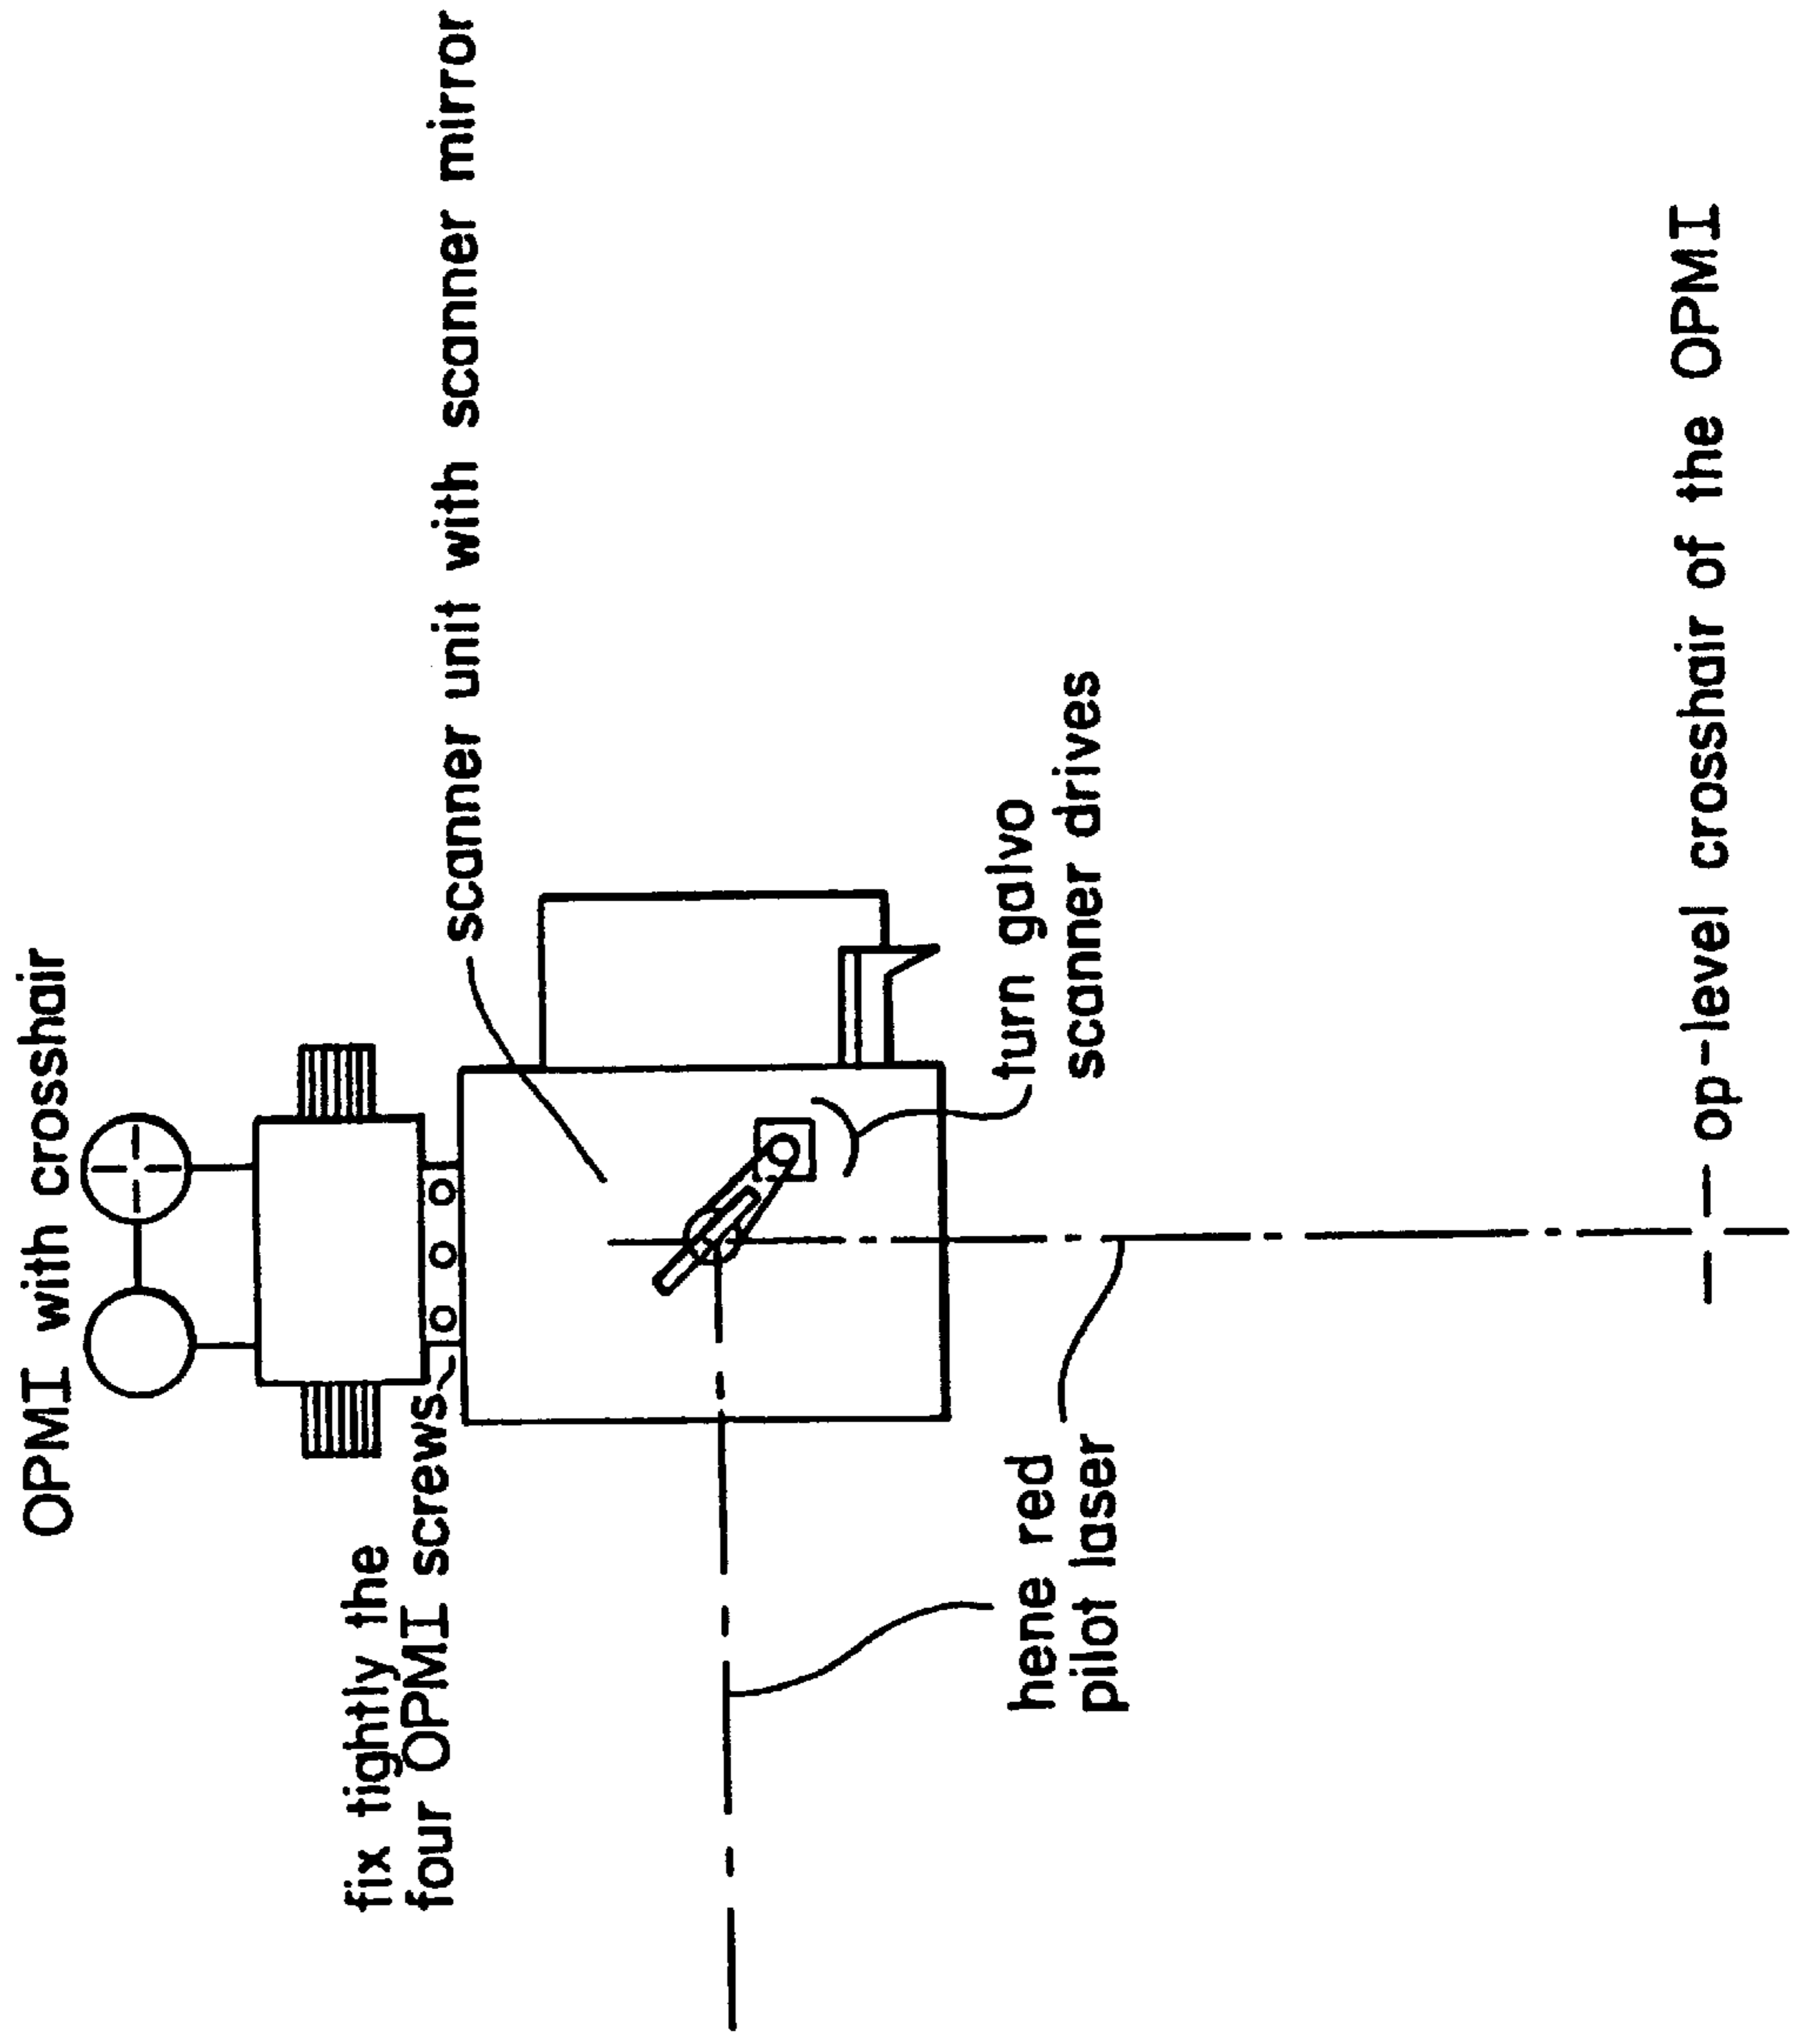 OPMI with crosshair
fix tightly the
four OPMI screws
scanner unit with scanner mirror
hene red
pilot laser
turn galvo
scanner drives
op-level crosshair of the OPMI